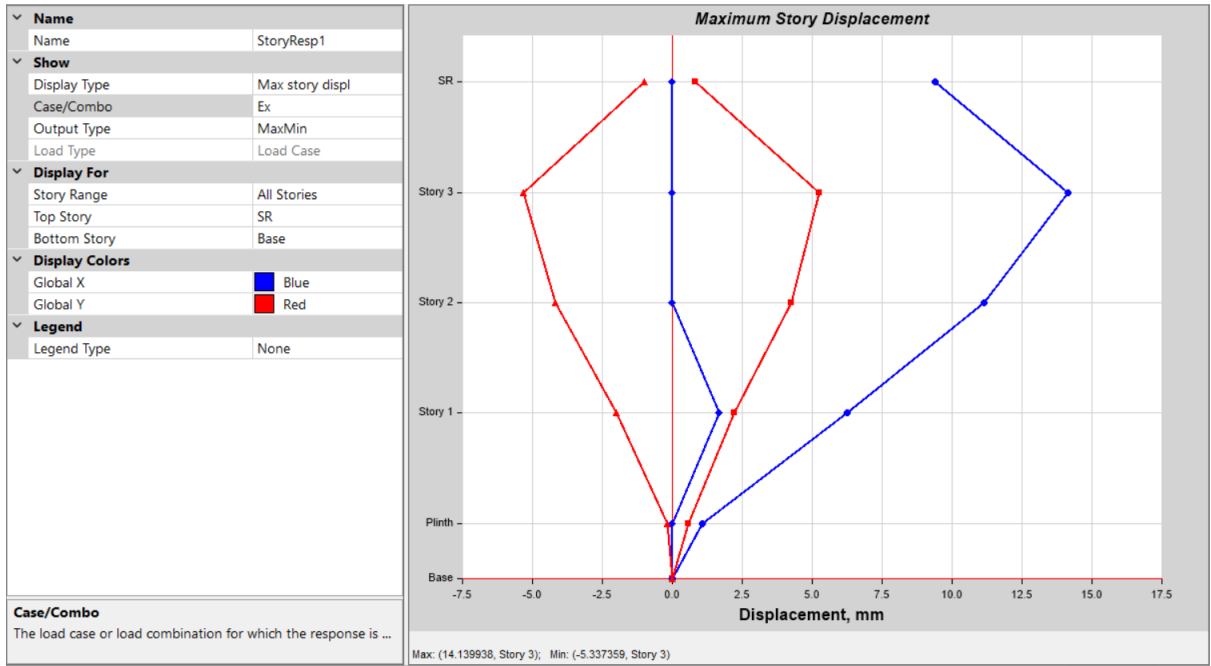 Name
Name StoryResp1
Show
Display Type Max story displ
Case/Combo Ex
Output Type MaxMin
Load Type Load Case
Display For
Story Range All Stories
Top Story SR
Bottom Story Base
Display Colors
Global X Blue
Global Y Red
Legend
Legend Type None
Case/Combo
The load case or load combination for which the response is ...
Maximum Story Displacement
SR
Story 3
Story 2
Story 1
Plinth
Base
-7.5 -5.0 -2.5 0.0 2.5 5.0 7.5 10.0 12.5 15.0 17.5
Displacement, mm
Max: (14.139938, Story 3); Min: (-5.337359, Story 3)